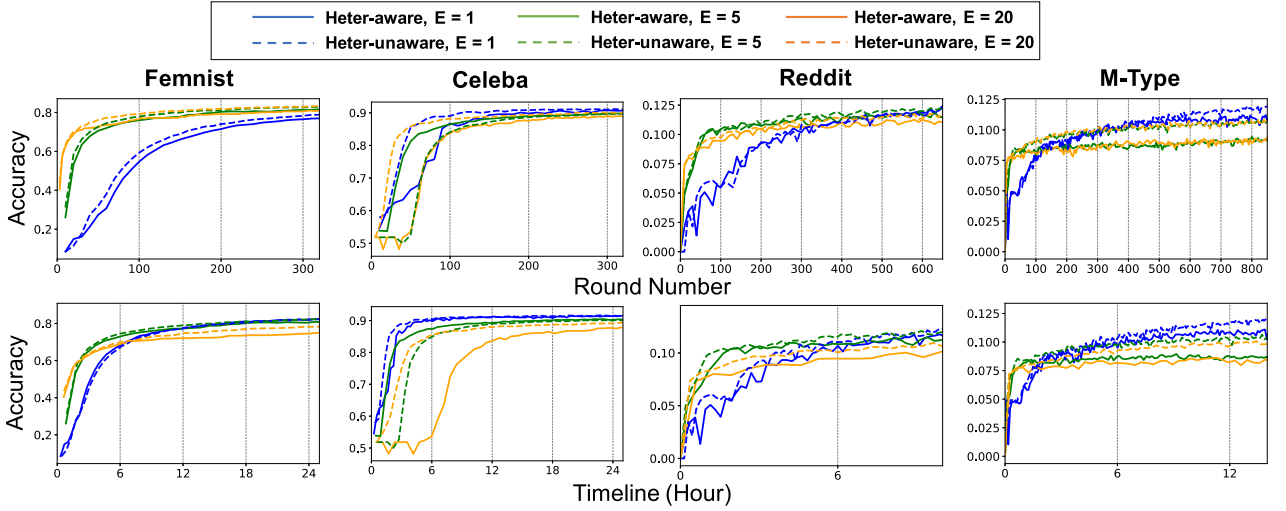 Heter-aware, E = 1 Heter-aware, E = 5 Heter-aware, E = 20
Heter-unaware, E = 1 Heter-unaware, E = 5 Heter-unaware, E = 20
Femnist Celeba Reddit M-Type
Accuracy
0.8
0.6
0.4
0.2
0 100 200 300
0.9
0.8
0.7
0.6
0.5
0 100 200 300
0.125
0.100
0.075
0.050
0.025
0.000
0 100 200 300 400 500 600
0.125
0.100
0.075
0.050
0.025
0.000
0 100 200 300 400 500 600 700 800
Round Number
Accuracy
0.8
0.6
0.4
0.2
0 6 12 18 24
0.9
0.8
0.7
0.6
0.5
0 6 12 18 24
0.10
0.05
0.00
0 6
0.125
0.100
0.075
0.050
0.025
0.000
0 6 12
Timeline (Hour)